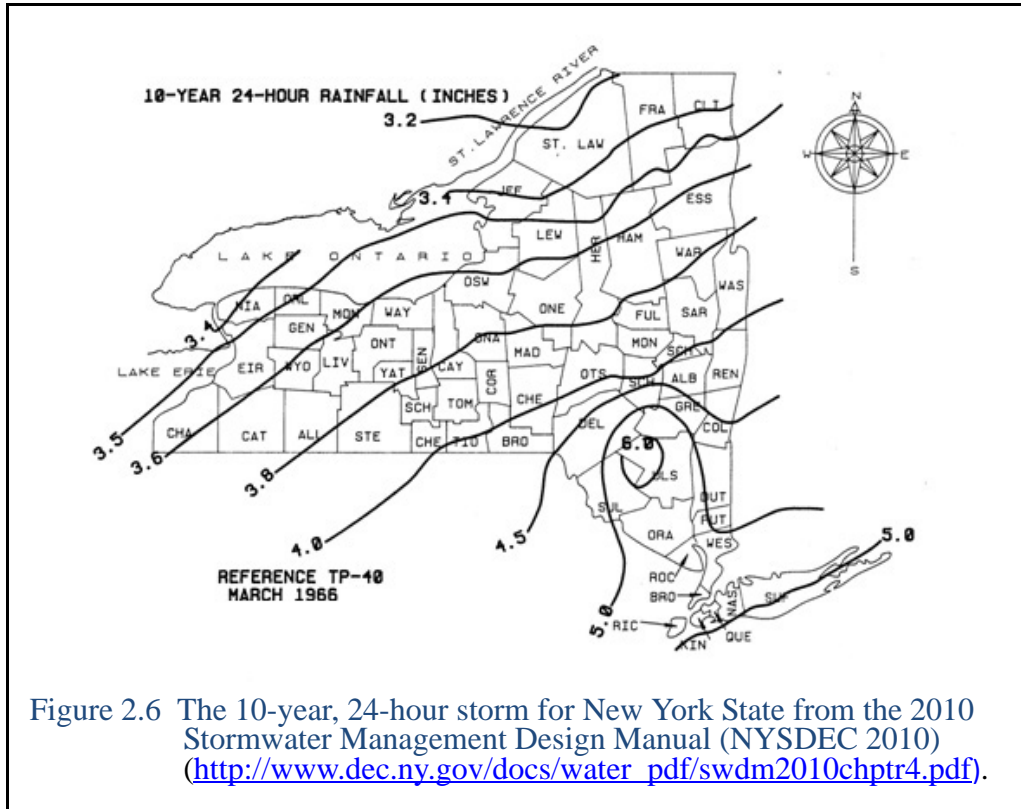 10-YEAR 24-HOUR RAINFALL (INCHES)
ST. LAWRENCE RIVER
3.2
FRA
CLI
ST. LAW
N
W
E
S
3.4
JEF
ESS
LEW
HER
HAM
LAKE ONTARIO
WAR
OSW
WAS
NIA
ORL
MON
WAY
ONE
FUL
SAR
GEN
3.4
ONT
SEN
ONA
MAD
MON
SCH
LAKE ERIE
EIR
WYO
LIV
YAT
CAY
COR
OTS
SCH
ALB
REN
SCH
TOM
CHE
GRE
CHA
CAT
ALL
STE
CHE
TIO
BRO
DEL
COL
3.5
3.6
6.0
ULS
3.8
SUL
DUT
PUT
4.0
4.5
ORA
WES
5.0
REFERENCE TP-40
MARCH 1966
ROC
BRO
NAS
SUF
5.0
RIC
KIN
QUE
Figure 2.6 The 10-year, 24-hour storm for New York State from the 2010
Stormwater Management Design Manual (NYSDEC 2010)
(http://www.dec.ny.gov/docs/water_pdf/swdm2010chptr4.pdf).